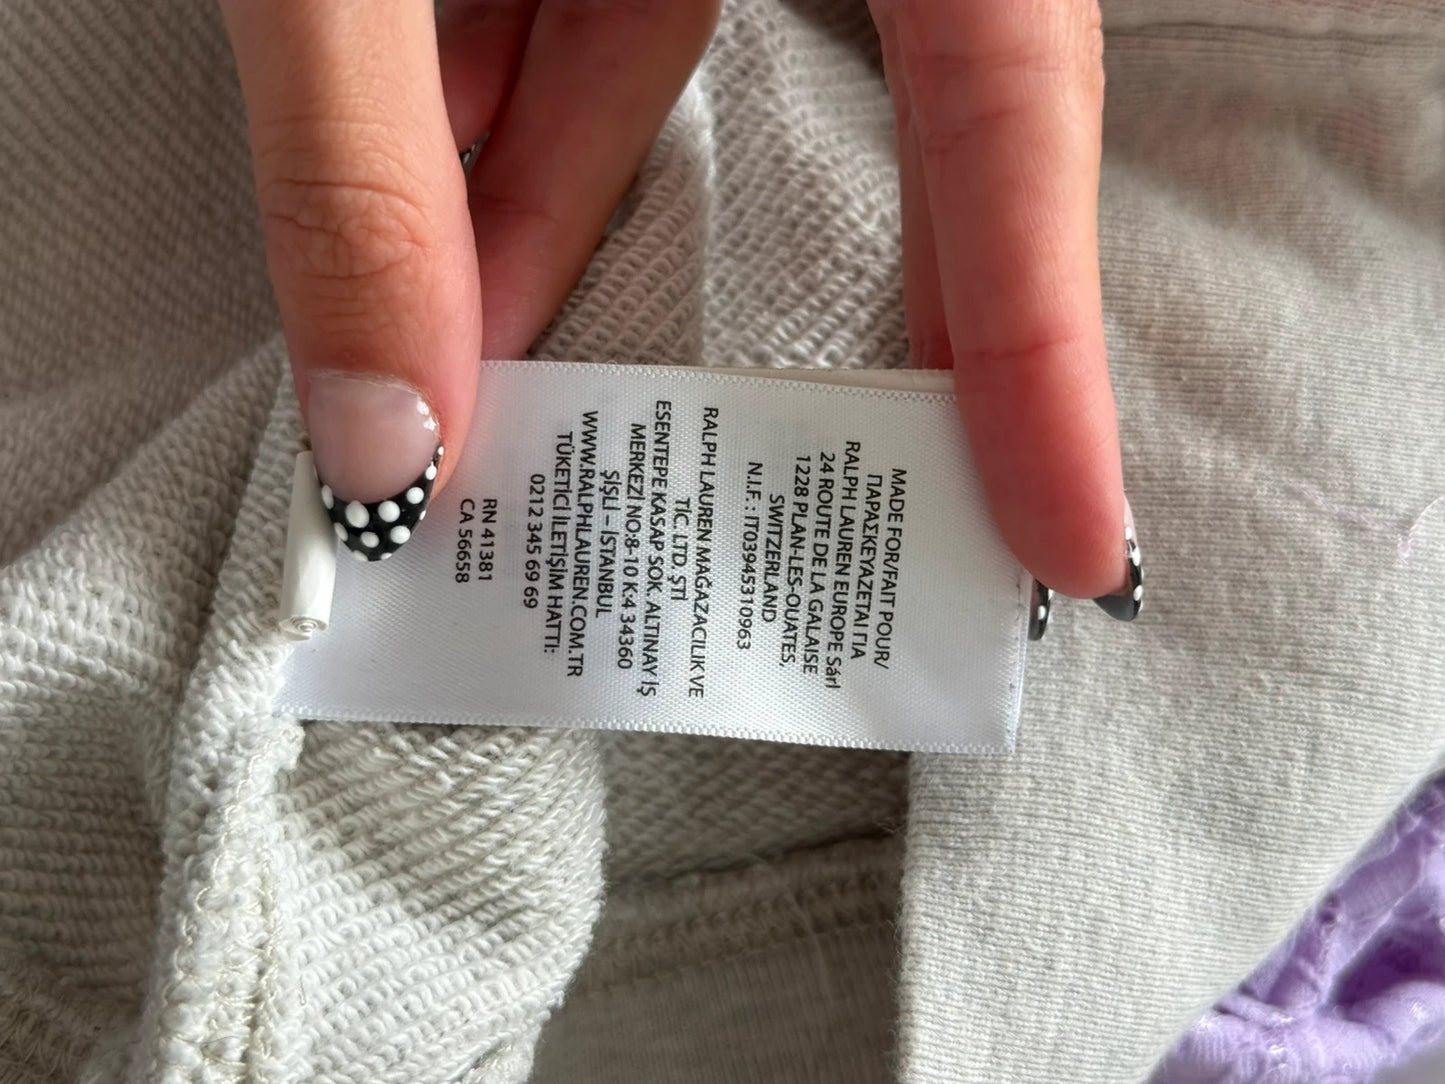 MADE FOR/FAIT POUR/
ΠΑΡΑΣΚΕΥΑΖΕΤΑΙ ΓΙΑ
RALPH LAUREN EUROPE Sárl
24 ROUTE DE LA GALAISE
1228 PLAN-LES-OUATES,
SWITZERLAND
N.I.F. : IT03945310963
RALPH LAUREN MAĞAZACILIK VE
TİC. LTD. ŞTİ
ESENTEPE KASAP SOK. ALTINAY İŞ
MERKEZİ NO:8-10 K:4 34360
ŞİŞLİ – İSTANBUL
WWW.RALPHLAUREN.COM.TR
TÜKETİCİ İLETİŞİM HATTI:
0212 345 69 69
RN 41381
CA 56658